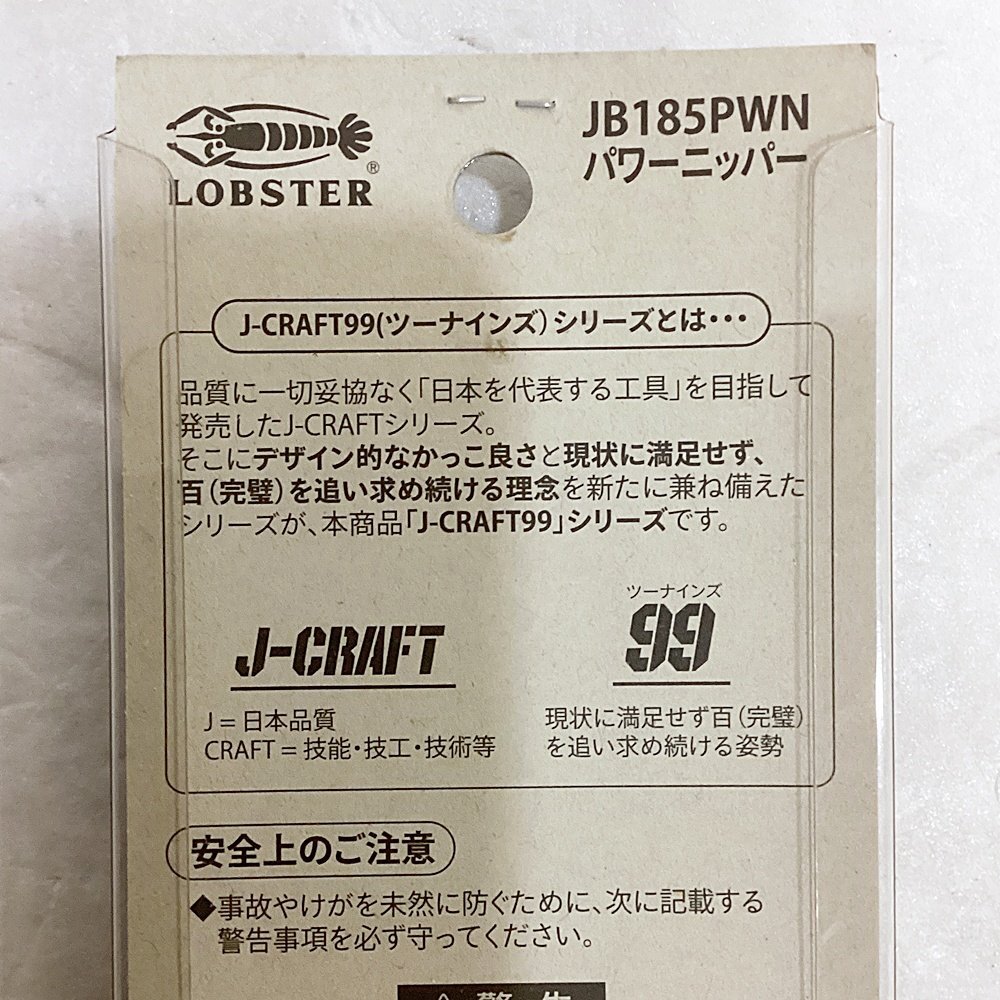 LOBSTER®
JB185PWN
パワーニッパー
J-CRAFT99(ツーナインズ)シリーズとは・・・
品質に一切妥協なく「日本を代表する工具」を目指して
発売したJ-CRAFTシリーズ。
そこにデザイン的なかっこ良さと現状に満足せず、
百(完璧)を追い求め続ける理念を新たに兼ね備えた
シリーズが、本商品「J-CRAFT99」シリーズです。
J-CRAFT
J = 日本品質
CRAFT = 技能・技工・技術等
ツーナインズ
99
現状に満足せず百(完璧)
を追い求め続ける姿勢
安全上のご注意
◆事故やけがを未然に防ぐために、次に記載する
警告事項を必ず守ってください。
⚠警告